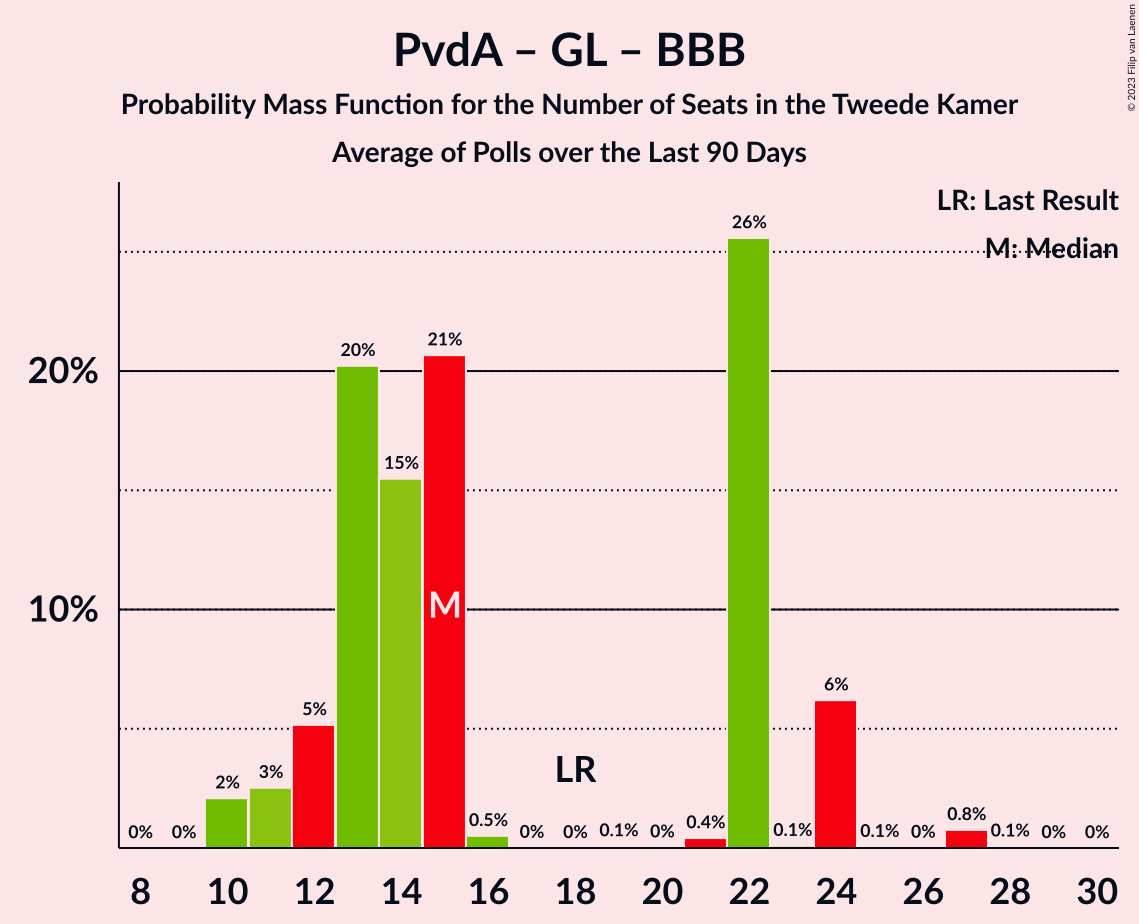 PvdA – GL – BBB
Probability Mass Function for the Number of Seats in the Tweede Kamer
Average of Polls over the Last 90 Days
© 2023 Filip van Laenen
LR: Last Result
M: Median
26%
21%
20%
20%
15%
10%
M
6%
5%
LR
3%
2%
0% 0% 0.5% 0% 0% 0.1% 0% 0.4% 0.1% 0.1% 0% 0.8% 0.1% 0% 0%
8 10 12 14 16 18 20 22 24 26 28 30